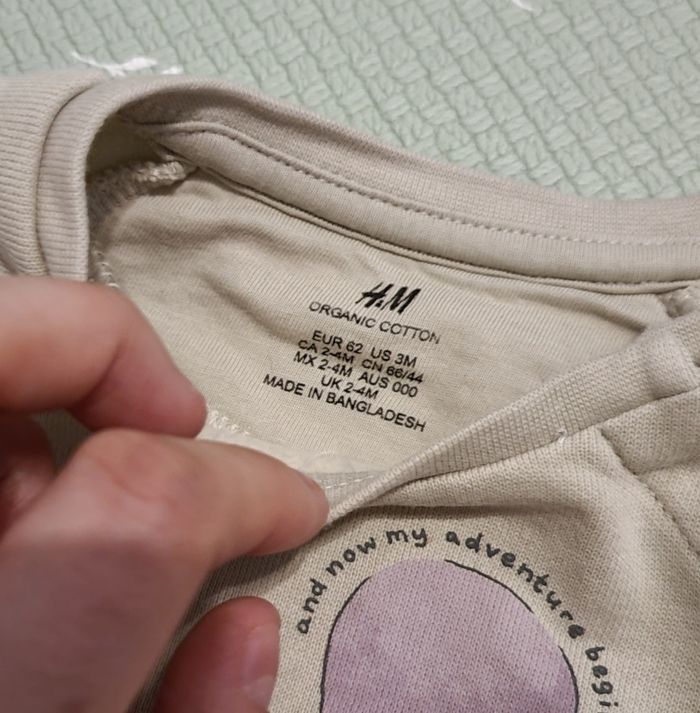 H&M
ORGANIC COTTON
EUR 62 US 3M
CA 2-4M CN 66/44
MX 2-4M AUS 000
UK 2-4M
MADE IN BANGLADESH
and now my adventure